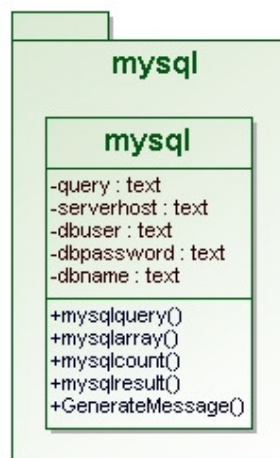 mysql
mysql
-query : text
-serverhost : text
-dbuser : text
-dbpassword : text
-dbname : text
+mysqlquery()
+mysqlarray()
+mysqlcount()
+mysqlresult()
+GenerateMessage()